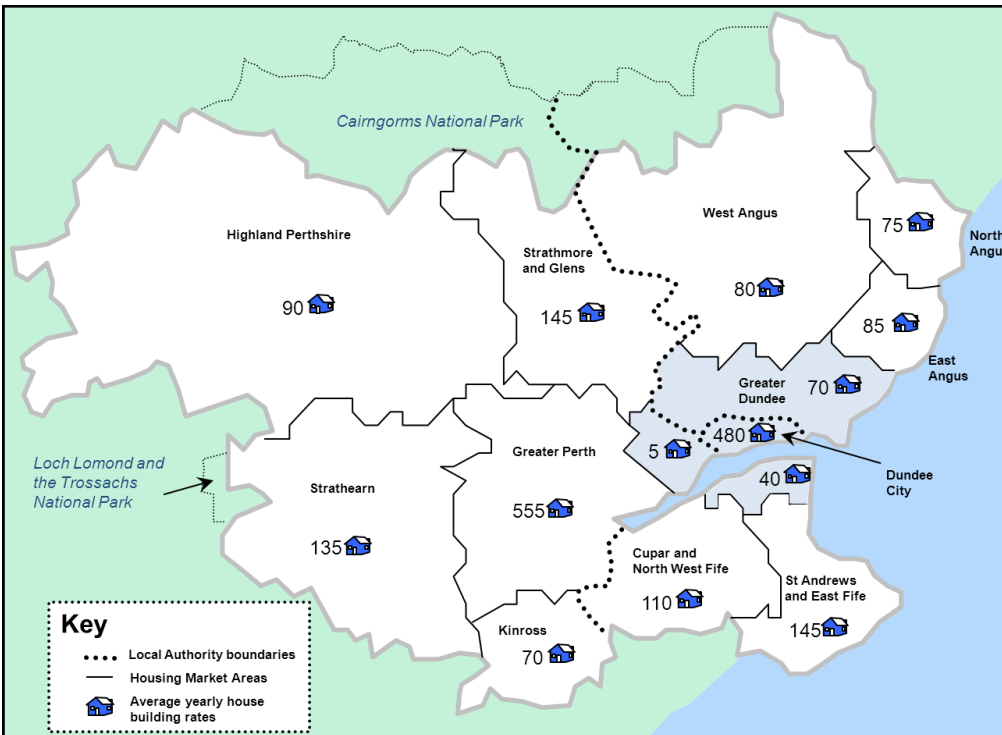 Cairngorms National Park
Highland Perthshire
90
Strathmore
and Glens
145
West Angus
80
75
North
Angu
85
East
Angus
Greater
Dundee
70
480
5
Dundee
City
40
Loch Lomond and
the Trossachs
National Park
Strathearn
135
Greater Perth
555
Cupar and
North West Fife
110
St Andrews
and East Fife
145
Kinross
70
Key
Local Authority boundaries
Housing Market Areas
Average yearly house
building rates